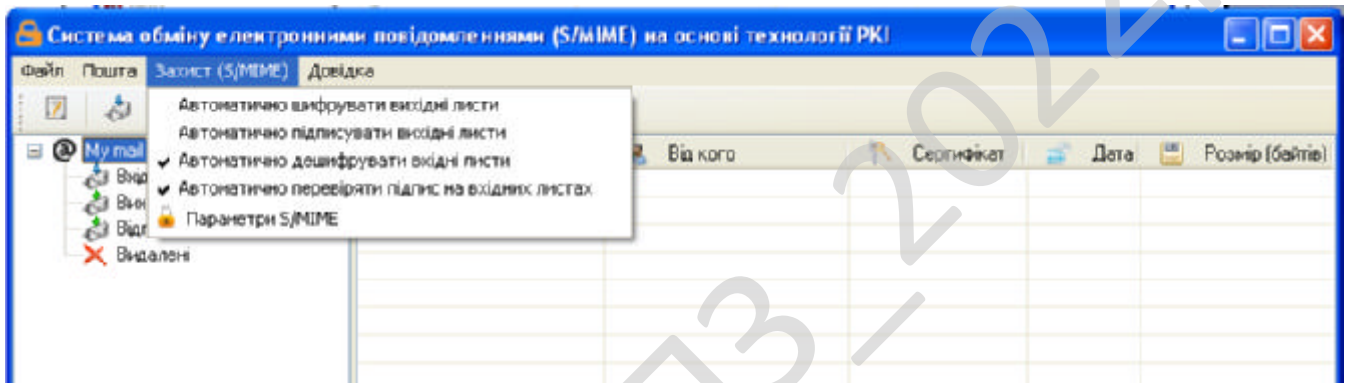 Система обміну електронними повідомленнями (S/MIME) на основі технології PKI
Файл Пошта Захист (S/MIME) Довідка
Автоматично шифрувати вихідні листи
Автоматично підписувати вихідні листи
Автоматично дешифрувати вхідні листи
Автоматично перевіряти підпис на вхідних листах
Параметри S/MIME
My mail
Видалені
Від кого Сертифікат Дата Розмір (байтів)